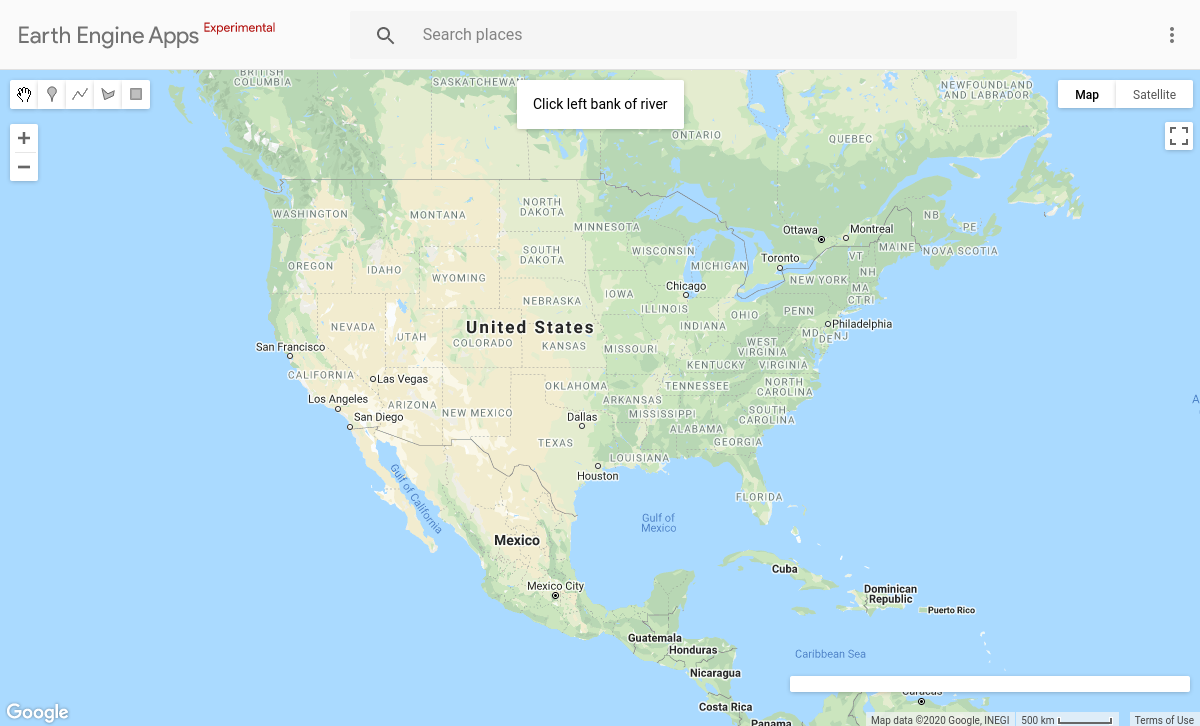 Earth Engine Apps Experimental
Search places
BRITISH
COLUMBIA
SASKATCHEWAN
Click left bank of river
ONTARIO
QUEBEC
NEWFOUNDLAND
AND LABRADOR
Map
Satellite
WASHINGTON
MONTANA
NORTH
DAKOTA
MINNESOTA
Ottawa
Montreal
NB
PE
MAINE
NOVA SCOTIA
OREGON
IDAHO
WYOMING
SOUTH
DAKOTA
WISCONSIN
MICHIGAN
Toronto
VT
NH
NEW YORK
MA
CT
RI
NEBRASKA
IOWA
Chicago
ILLINOIS
INDIANA
OHIO
PENN
Philadelphia
MD
DE
NJ
NEVADA
UTAH
United States
COLORADO
KANSAS
MISSOURI
WEST
VIRGINIA
VIRGINIA
KENTUCKY
San Francisco
CALIFORNIA
Las Vegas
OKLAHOMA
TENNESSEE
NORTH
CAROLINA
Los Angeles
ARIZONA
NEW MEXICO
ARKANSAS
MISSISSIPPI
SOUTH
CAROLINA
San Diego
Dallas
ALABAMA
GEORGIA
TEXAS
LOUISIANA
Houston
Gulf of California
FLORIDA
Gulf of
Mexico
Mexico
Mexico City
Cuba
Dominican
Republic
Puerto Rico
Guatemala
Honduras
Caribbean Sea
Nicaragua
Caracas
Costa Rica
Panama
Google
Map data ©2020 Google, INEGI
500 km
Terms of Use